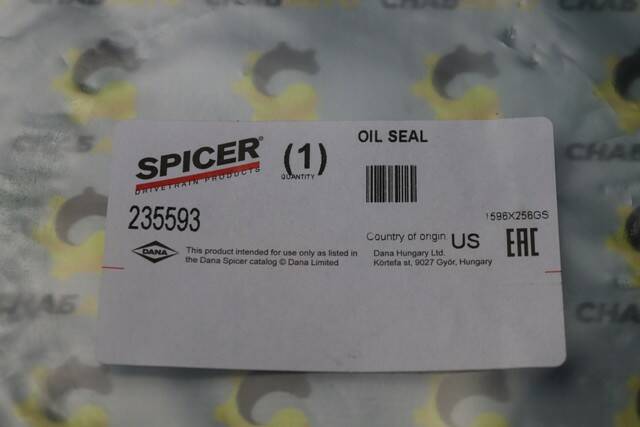 SPICER®
DRIVETRAIN PRODUCTS
(1)
QUANTITY
OIL SEAL
235593
1596X256GS
Country of origin US
EAC
DANA
This product intended for use only as listed in
the Dana Spicer catalog © Dana Limited
Dana Hungary Ltd.
Körtefa st, 9027 Győr, Hungary